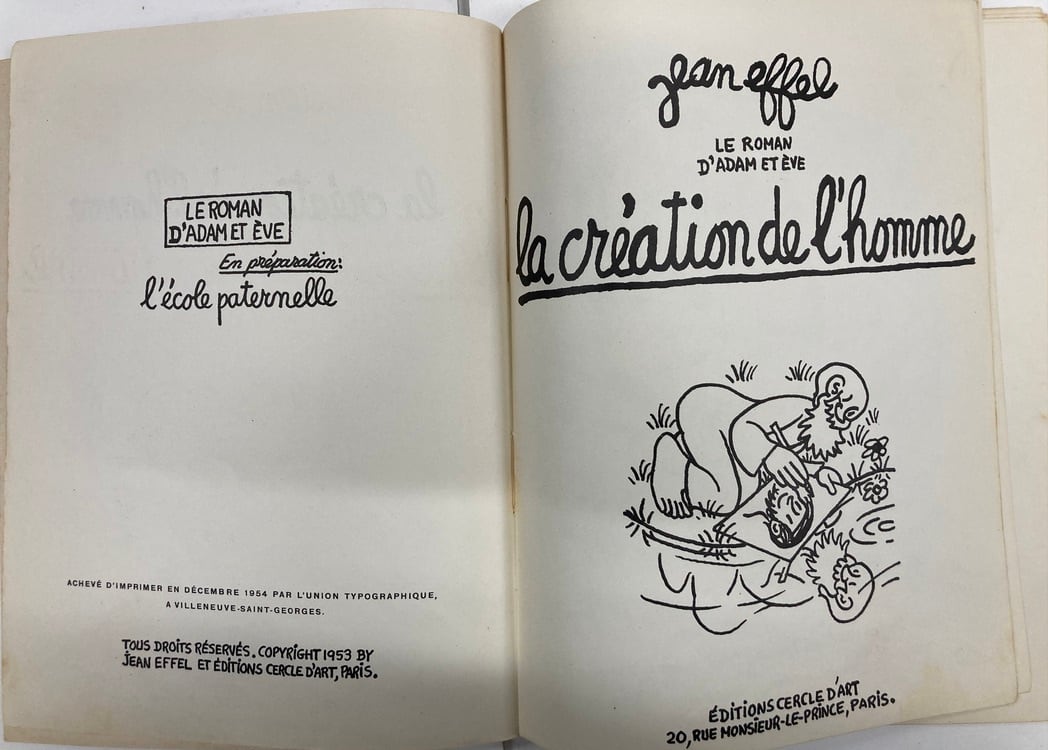 LE ROMAN
D'ADAM ET ÈVE
En préparation:
l'école paternelle
ACHEVÉ D'IMPRIMER EN DÉCEMBRE 1954 PAR L'UNION TYPOGRAPHIQUE,
A VILLENEUVE-SAINT-GEORGES.
TOUS DROITS RÉSERVÉS. COPYRIGHT 1953 BY
JEAN EFFEL ET ÉDITIONS CERCLE D'ART, PARIS.
jean effel
LE ROMAN
D'ADAM ET ÈVE
la création de l'homme
ÉDITIONS CERCLE D'ART
20, RUE MONSIEUR-LE-PRINCE, PARIS.